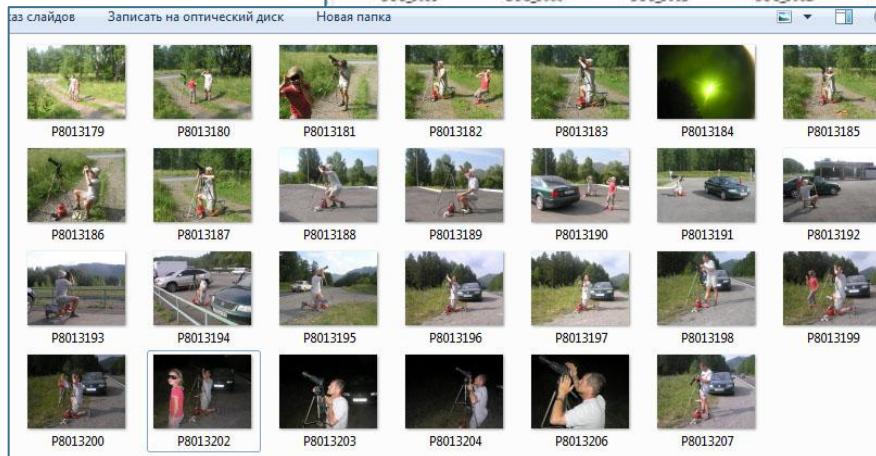 каз слайдов Записать на оптический диск Новая папка
P8013179 P8013180 P8013181 P8013182 P8013183 P8013184 P8013185
P8013186 P8013187 P8013188 P8013189 P8013190 P8013191 P8013192
P8013193 P8013194 P8013195 P8013196 P8013197 P8013198 P8013199
P8013200 P8013202 P8013203 P8013204 P8013206 P8013207